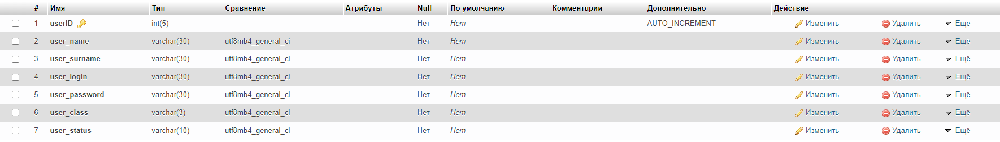 # Имя Тип Сравнение Атрибуты Null По умолчанию Комментарии Дополнительно Действие
1 userID int(5) Нет Нет AUTO_INCREMENT Изменить Удалить Ещё
2 user_name varchar(30) utf8mb4_general_ci Нет Нет Изменить Удалить Ещё
3 user_surname varchar(30) utf8mb4_general_ci Нет Нет Изменить Удалить Ещё
4 user_login varchar(30) utf8mb4_general_ci Нет Нет Изменить Удалить Ещё
5 user_password varchar(30) utf8mb4_general_ci Нет Нет Изменить Удалить Ещё
6 user_class varchar(3) utf8mb4_general_ci Нет Нет Изменить Удалить Ещё
7 user_status varchar(10) utf8mb4_general_ci Нет Нет Изменить Удалить Ещё